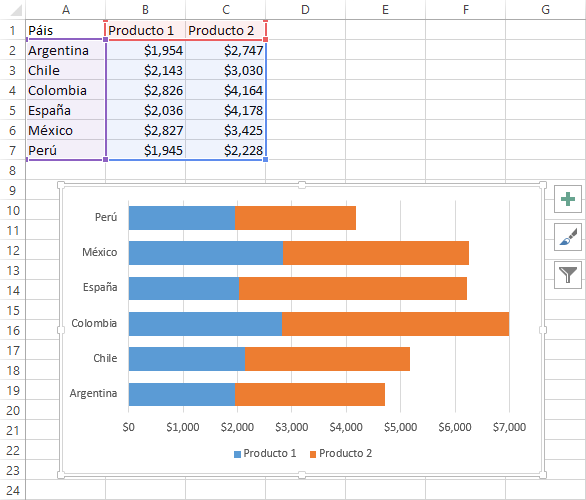 A B C D E F G
1 Páis Producto 1 Producto 2
2 Argentina $1,954 $2,747
3 Chile $2,143 $3,030
4 Colombia $2,826 $4,164
5 España $2,036 $4,178
6 México $2,827 $3,425
7 Perú $1,945 $2,228
8
9
10 Perú
11
12 México
13
14 España
15
16 Colombia
17
18 Chile
19 Argentina
20
21 $0 $1,000 $2,000 $3,000 $4,000 $5,000 $6,000 $7,000
22
23 Producto 1 Producto 2
24